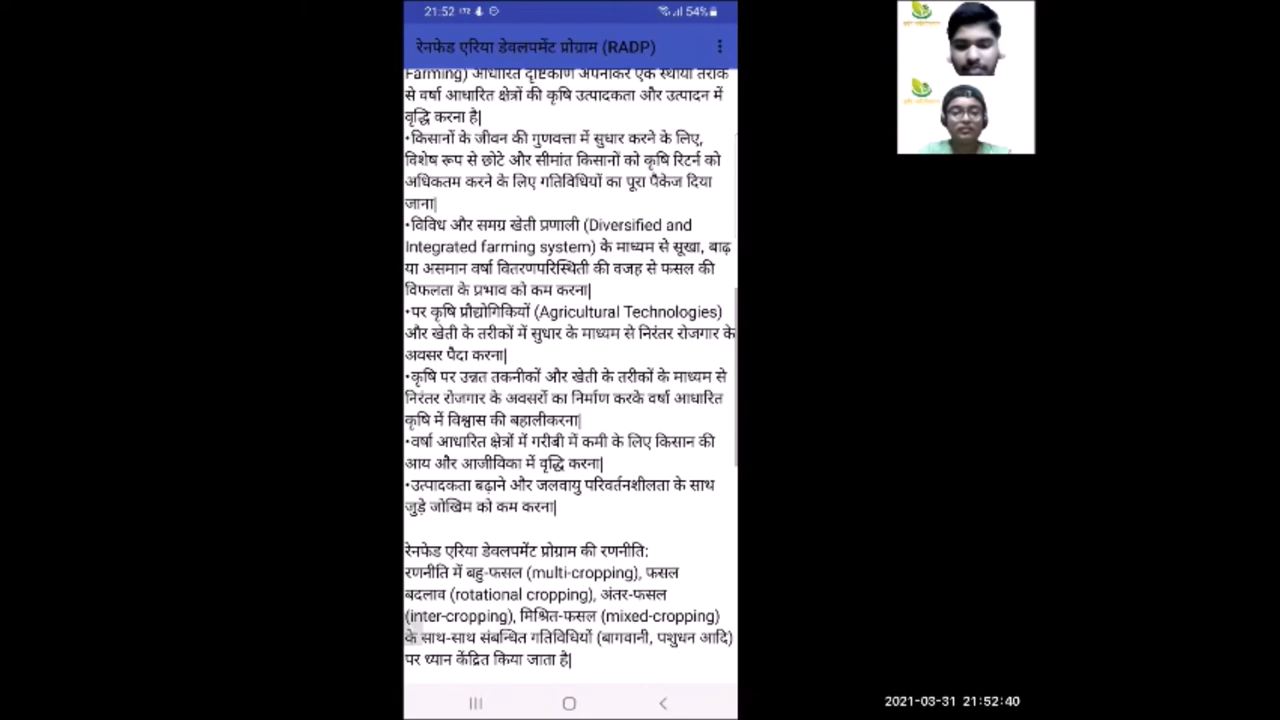 21:52
54%
रेनफेड एरिया डेवलपमेंट प्रोग्राम (RADP)
Farming) आधारित दृष्टिकोण अपनाकर एक स्थायी तरीके
से वर्षा आधारित क्षेत्रों की कृषि उत्पादकता और उत्पादन में
वृद्धि करना है|
•किसानों के जीवन की गुणवत्ता में सुधार करने के लिए,
विशेष रूप से छोटे और सीमांत किसानों को कृषि रिटर्न को
अधिकतम करने के लिए गतिविधियों का पूरा पैकेज दिया
जाना|
•विविध और समग्र खेती प्रणाली (Diversified and
Integrated farming system) के माध्यम से सूखा, बाढ़
या असमान वर्षा वितरणपरिस्थिती की वजह से फसल की
विफलता के प्रभाव को कम करना|
•पर कृषि प्रौद्योगिकियों (Agricultural Technologies)
और खेती के तरीकों में सुधार के माध्यम से निरंतर रोजगार के
अवसर पैदा करना|
•कृषि पर उन्नत तकनीकों और खेती के तरीकों के माध्यम से
निरंतर रोजगार के अवसरों का निर्माण करके वर्षा आधारित
कृषि में विश्वास की बहालीकरना|
•वर्षा आधारित क्षेत्रों में गरीबी में कमी के लिए किसान की
आय और आजीविका में वृद्धि करना|
•उत्पादकता बढ़ाने और जलवायु परिवर्तनशीलता के साथ
जुड़े जोखिम को कम करना|
रेनफेड एरिया डेवलपमेंट प्रोग्राम की रणनीति:
रणनीति में बहु-फसल (multi-cropping), फसल
बदलाव (rotational cropping), अंतर-फसल
(inter-cropping), मिश्रित-फसल (mixed-cropping)
के साथ-साथ संबन्धित गतिविधियों (बागवानी, पशुधन आदि)
पर ध्यान केंद्रित किया जाता है|
2021-03-31 21:52:40